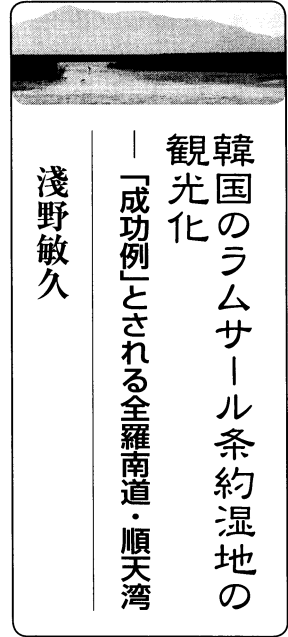 韓国のラムサール条約湿地の
観光化
―「成功例」とされる全羅南道・順天湾
淺野敏久